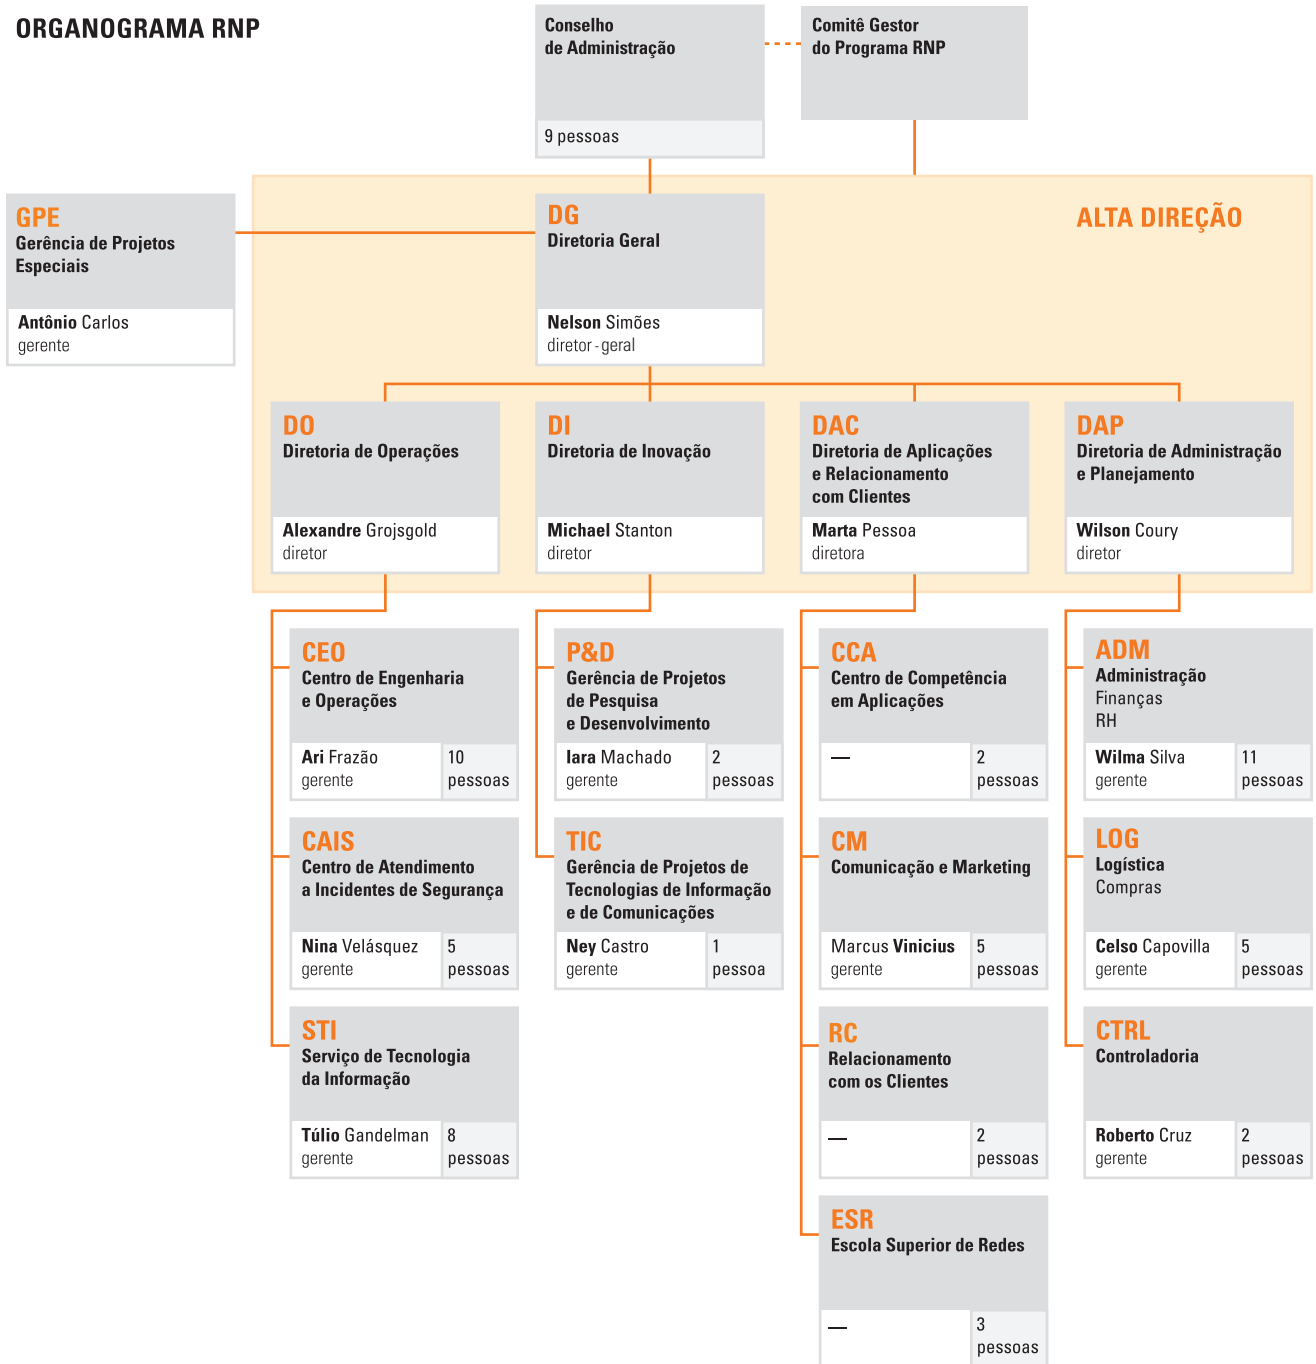 ORGANOGRAMA RNP
Conselho
de Administração
9 pessoas
Comitê Gestor
do Programa RNP
GPE
Gerência de Projetos
Especiais
Antônio Carlos
gerente
ALTA DIREÇÃO
DG
Diretoria Geral
Nelson Simões
diretor-geral
DO
Diretoria de Operações
Alexandre Grojsgold
diretor
DI
Diretoria de Inovação
Michael Stanton
diretor
DAC
Diretoria de Aplicações
e Relacionamento
com Clientes
Marta Pessoa
diretora
DAP
Diretoria de Administração
e Planejamento
Wilson Coury
diretor
CEO
Centro de Engenharia
e Operações
Ari Frazão
gerente
10
pessoas
CAIS
Centro de Atendimento
a Incidentes de Segurança
Nina Velásquez
gerente
5
pessoas
STI
Serviço de Tecnologia
da Informação
Túlio Gandelman
gerente
8
pessoas
P&D
Gerência de Projetos
de Pesquisa
e Desenvolvimento
Iara Machado
gerente
2
pessoas
TIC
Gerência de Projetos de
Tecnologias de Informação
e de Comunicações
Ney Castro
gerente
1
pessoa
CCA
Centro de Competência
em Aplicações
—
2
pessoas
CM
Comunicação e Marketing
Marcus Vinicius
gerente
5
pessoas
RC
Relacionamento
com os Clientes
—
2
pessoas
ESR
Escola Superior de Redes
—
3
pessoas
ADM
Administração
Finanças
RH
Wilma Silva
gerente
11
pessoas
LOG
Logística
Compras
Celso Capovilla
gerente
5
pessoas
CTRL
Controladoria
Roberto Cruz
gerente
2
pessoas